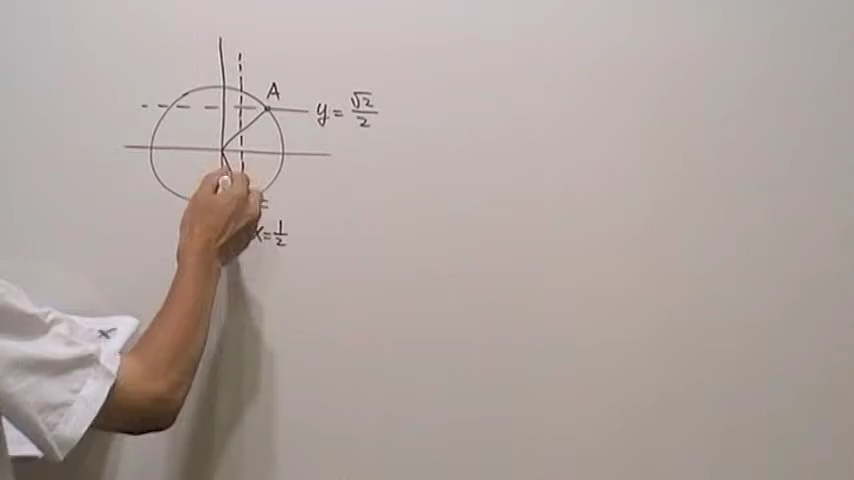 A
y = √2/2
x = 1/2